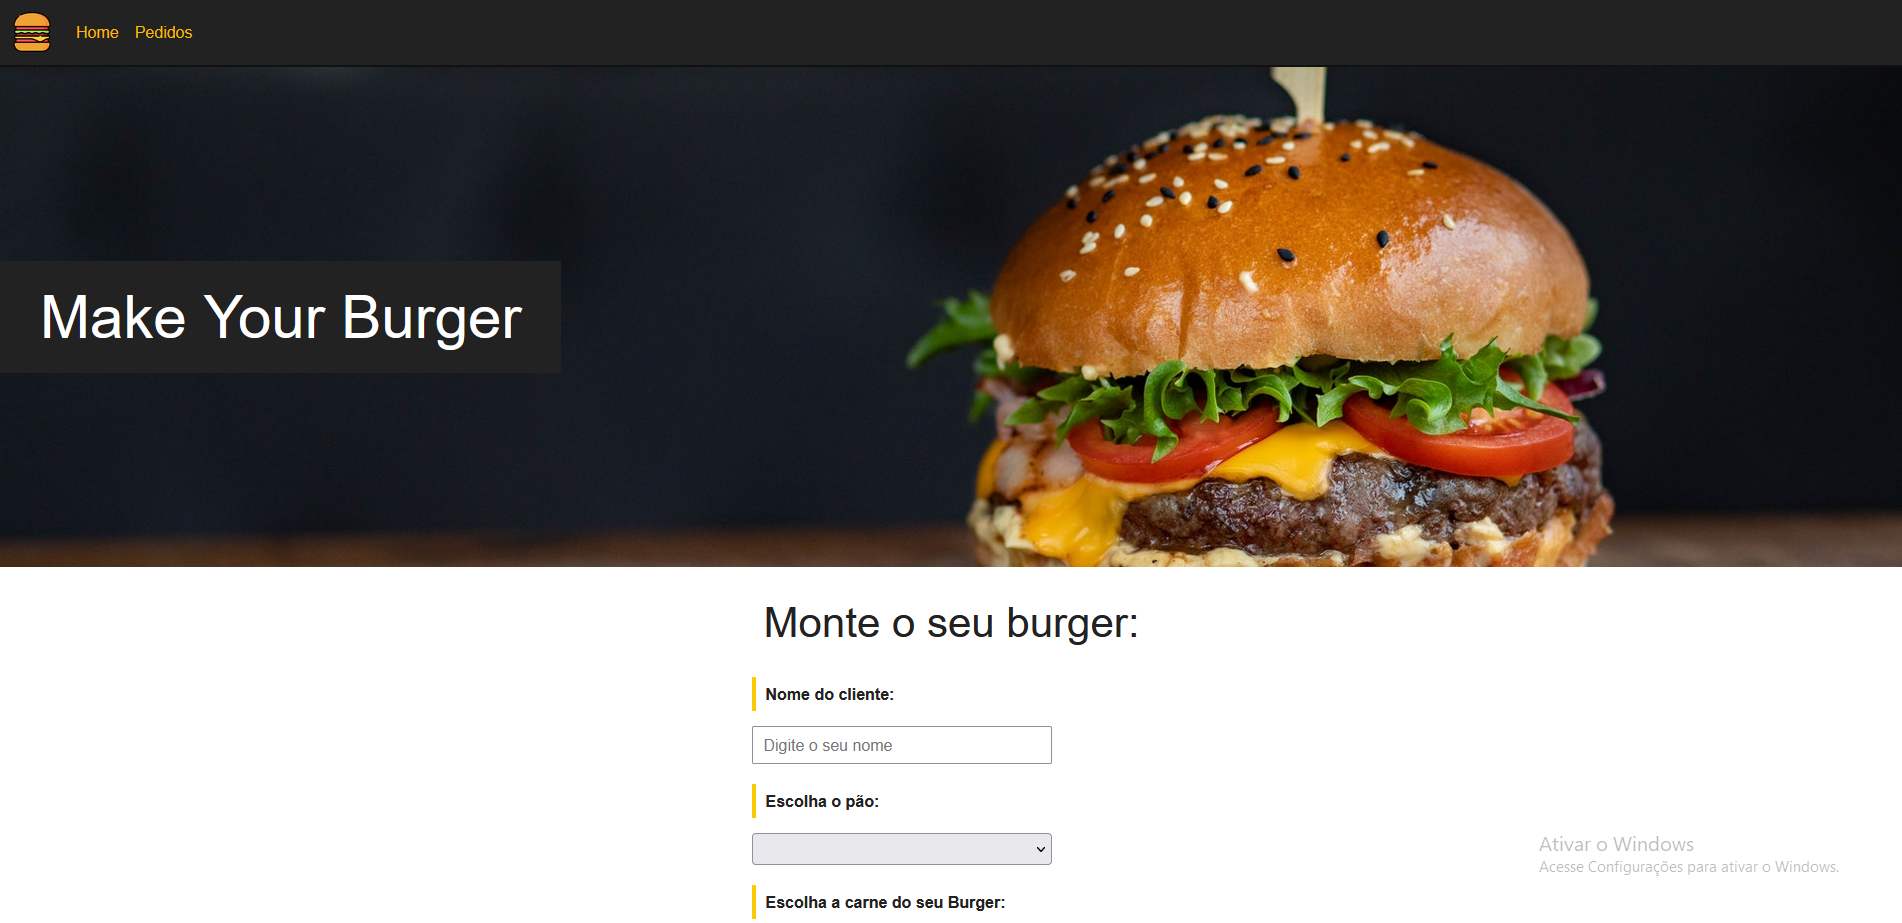 Home Pedidos
Make Your Burger
Monte o seu burger:
Nome do cliente:
Digite o seu nome
Escolha o pão:
Escolha a carne do seu Burger:
Ativar o Windows
Acesse Configurações para ativar o Windows.